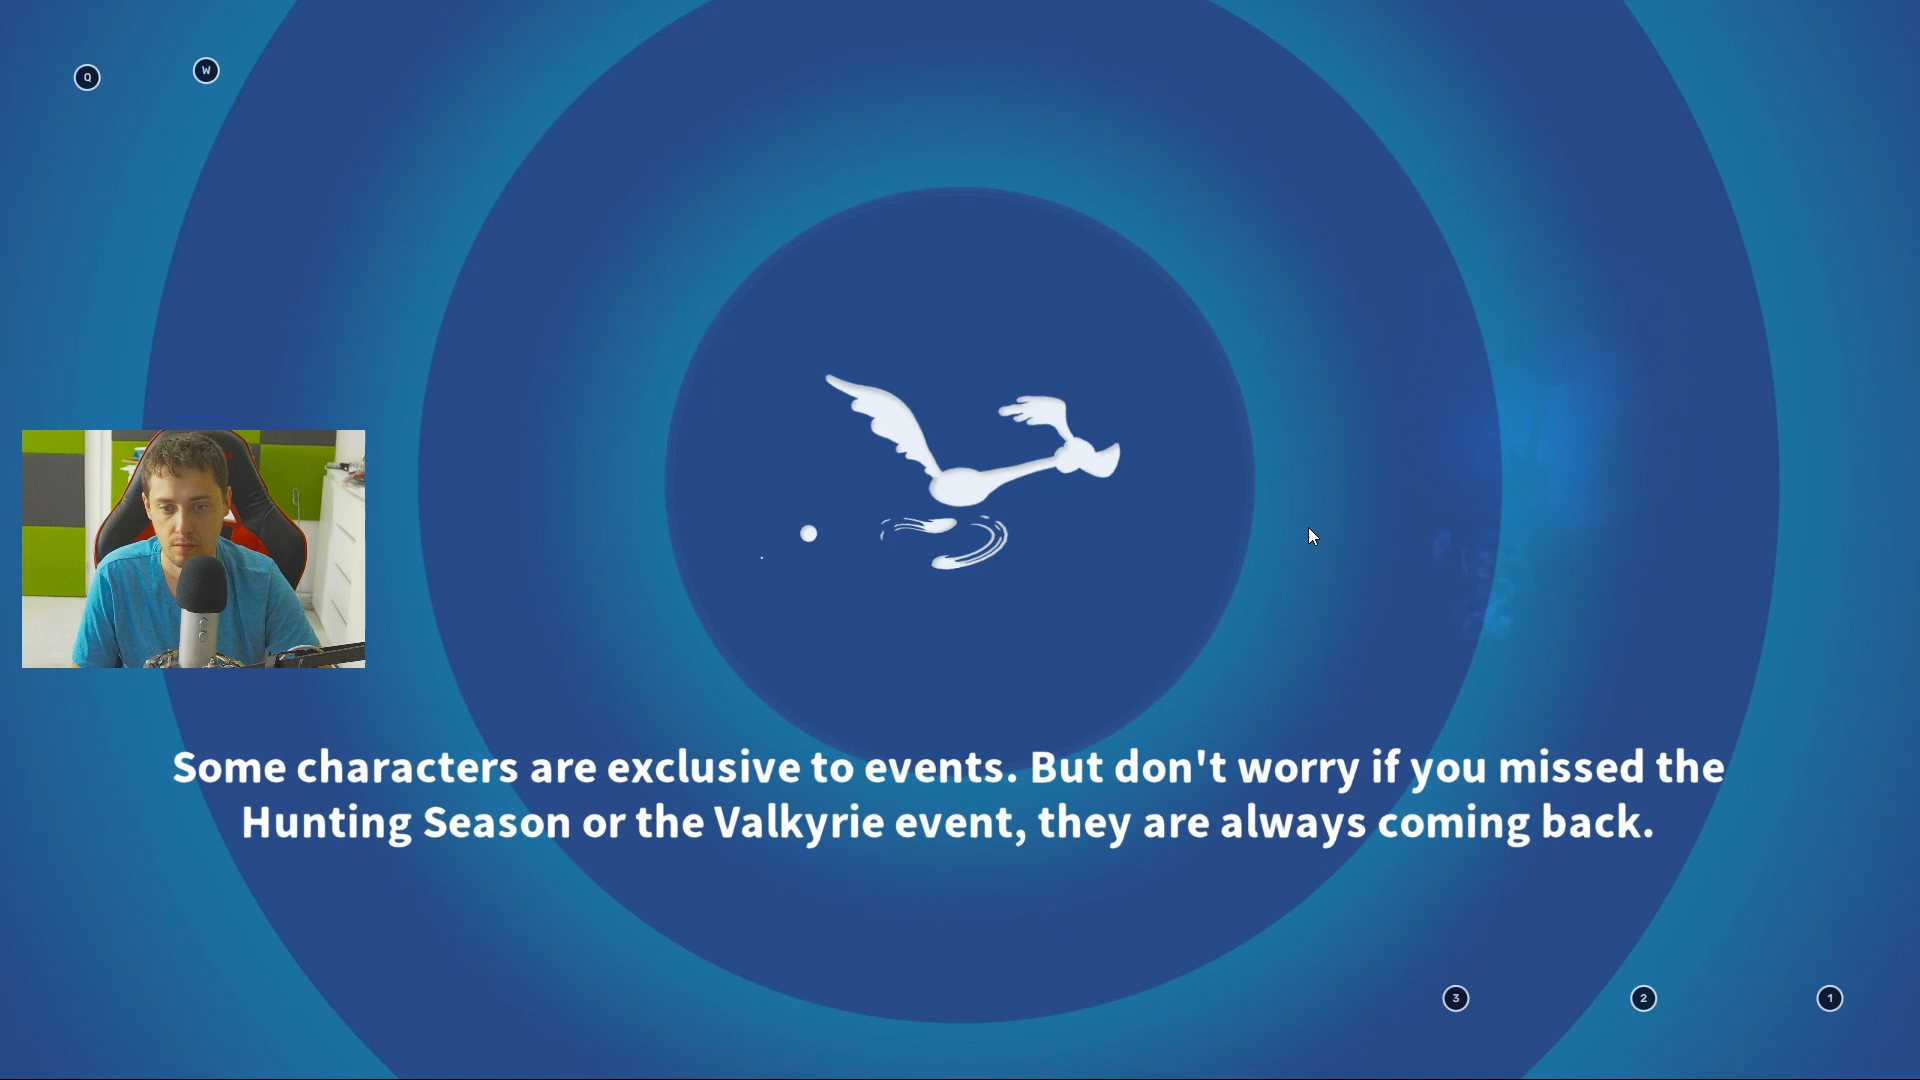 Q
W
Some characters are exclusive to events. But don't worry if you missed the
Hunting Season or the Valkyrie event, they are always coming back.
3
2
1